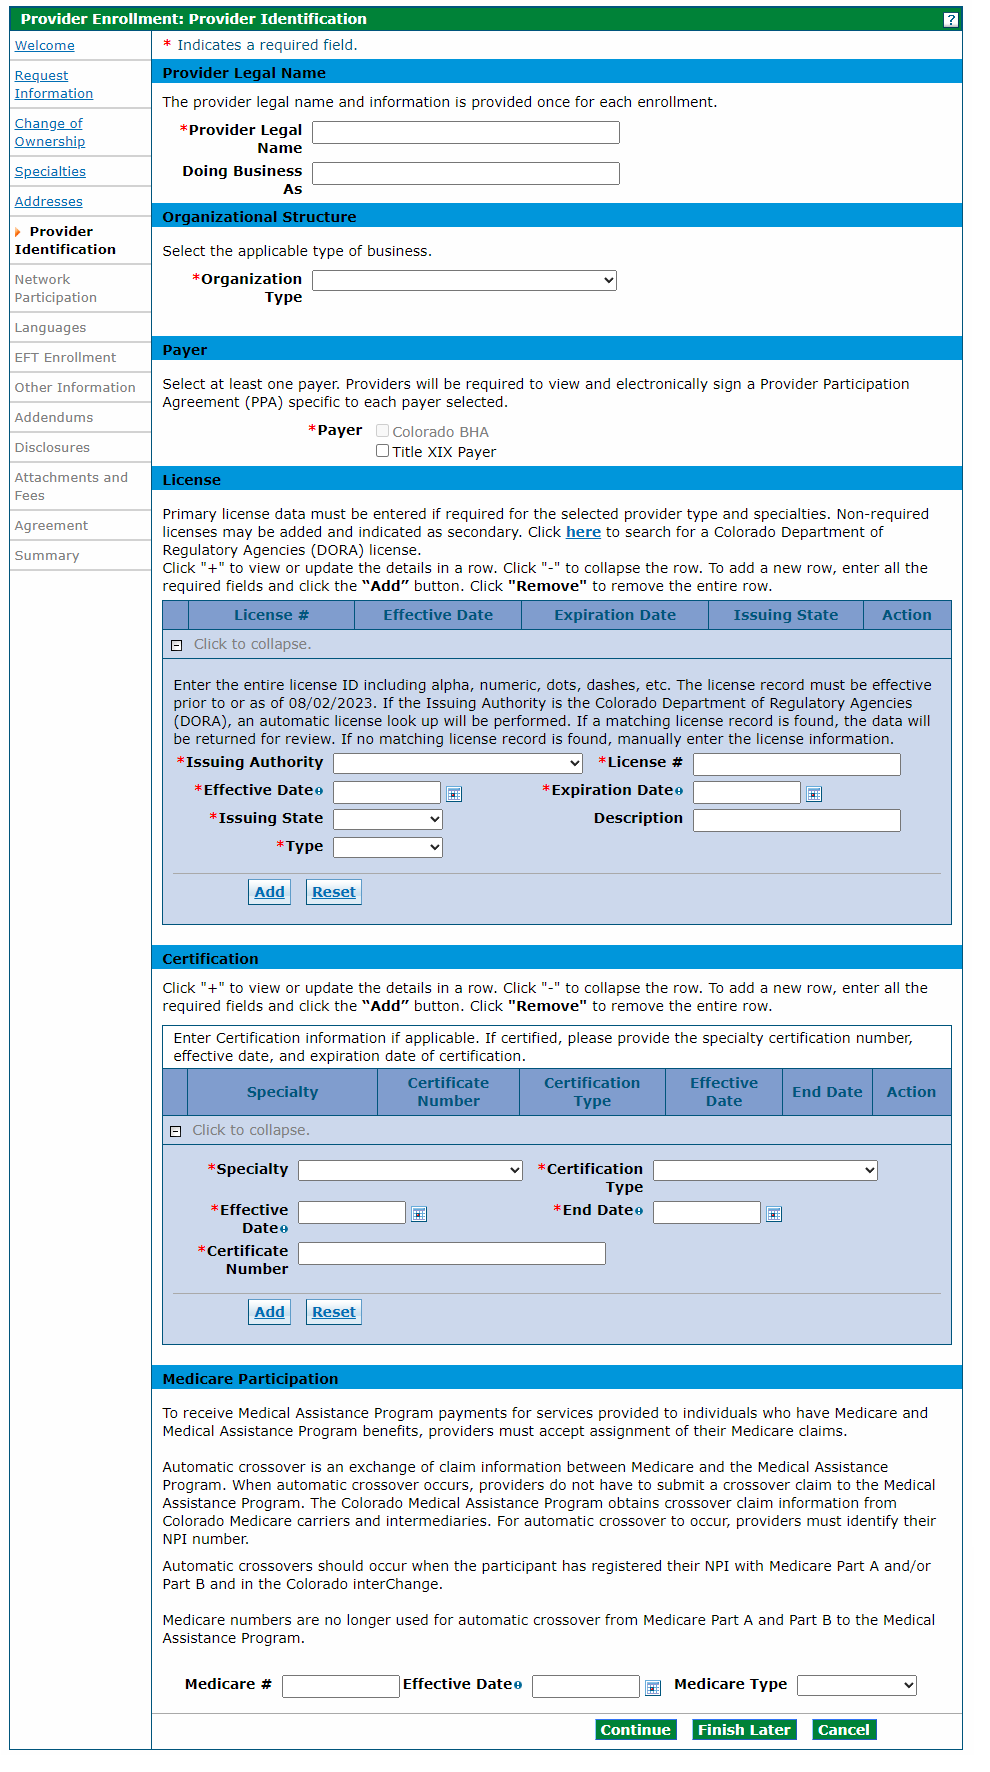 Provider Enrollment: Provider Identification ?
Welcome
Request
Information
Change of
Ownership
Specialties
Addresses
Provider
Identification
Network
Participation
Languages
EFT Enrollment
Other Information
Addendums
Disclosures
Attachments and
Fees
Agreement
Summary
* Indicates a required field.
Provider Legal Name
The provider legal name and information is provided once for each enrollment.
*Provider Legal
Name
Doing Business
As
Organizational Structure
Select the applicable type of business.
*Organization
Type
Payer
Select at least one payer. Providers will be required to view and electronically sign a Provider Participation
Agreement (PPA) specific to each payer selected.
*Payer Colorado BHA
Title XIX Payer
License
Primary license data must be entered if required for the selected provider type and specialties. Non-required
licenses may be added and indicated as secondary. Click here to search for a Colorado Department of
Regulatory Agencies (DORA) license.
Click "+" to view or update the details in a row. Click "-" to collapse the row. To add a new row, enter all the
required fields and click the “Add” button. Click "Remove" to remove the entire row.
License # Effective Date Expiration Date Issuing State Action
Click to collapse.
Enter the entire license ID including alpha, numeric, dots, dashes, etc. The license record must be effective
prior to or as of 08/02/2023. If the Issuing Authority is the Colorado Department of Regulatory Agencies
(DORA), an automatic license look up will be performed. If a matching license record is found, the data will
be returned for review. If no matching license record is found, manually enter the license information.
*Issuing Authority *License #
*Effective Date *Expiration Date
*Issuing State Description
*Type
Add Reset
Certification
Click "+" to view or update the details in a row. Click "-" to collapse the row. To add a new row, enter all the
required fields and click the “Add” button. Click "Remove" to remove the entire row.
Enter Certification information if applicable. If certified, please provide the specialty certification number,
effective date, and expiration date of certification.
Specialty Certificate Number Certification Type Effective Date End Date Action
Click to collapse.
*Specialty *Certification
Type
*Effective *End Date
Date
*Certificate
Number
Add Reset
Medicare Participation
To receive Medical Assistance Program payments for services provided to individuals who have Medicare and
Medical Assistance Program benefits, providers must accept assignment of their Medicare claims.
Automatic crossover is an exchange of claim information between Medicare and the Medical Assistance
Program. When automatic crossover occurs, providers do not have to submit a crossover claim to the Medical
Assistance Program. The Colorado Medical Assistance Program obtains crossover claim information from
Colorado Medicare carriers and intermediaries. For automatic crossover to occur, providers must identify their
NPI number.
Automatic crossovers should occur when the participant has registered their NPI with Medicare Part A and/or
Part B and in the Colorado interChange.
Medicare numbers are no longer used for automatic crossover from Medicare Part A and Part B to the Medical
Assistance Program.
Medicare # Effective Date Medicare Type
Continue Finish Later Cancel